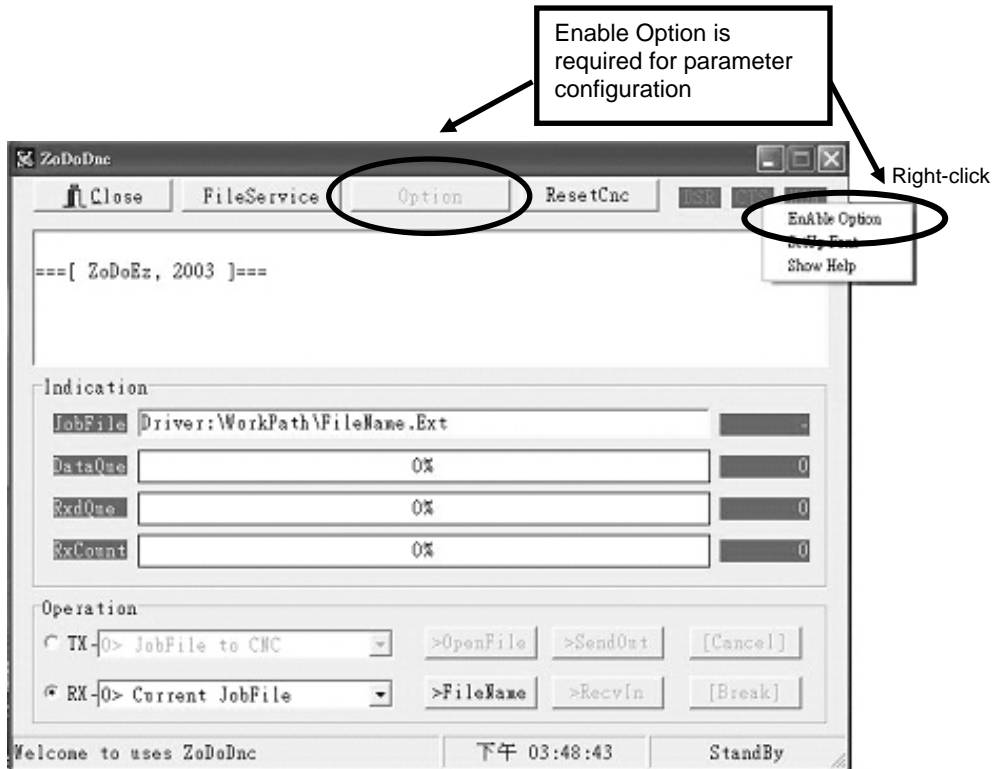 Enable Option is
required for parameter
configuration
ZoDoDnc
Right-click
Close FileService Option ResetCnc DSR CTS
EnAble Option
SetUp Font
Show Help
===[ ZoDoEz, 2003 ]===
Indication
JobFile Driver:\WorkPath\FileName.Ext -
DataQue 0% 0
RxdQue 0% 0
RxCount 0% 0
Operation
TX-0> JobFile to CNC >OpenFile >SendOut [Cancel]
RX-0> Current JobFile >FileName >RecvIn [Break]
Welcome to uses ZoDoDnc 下午 03:48:43 StandBy